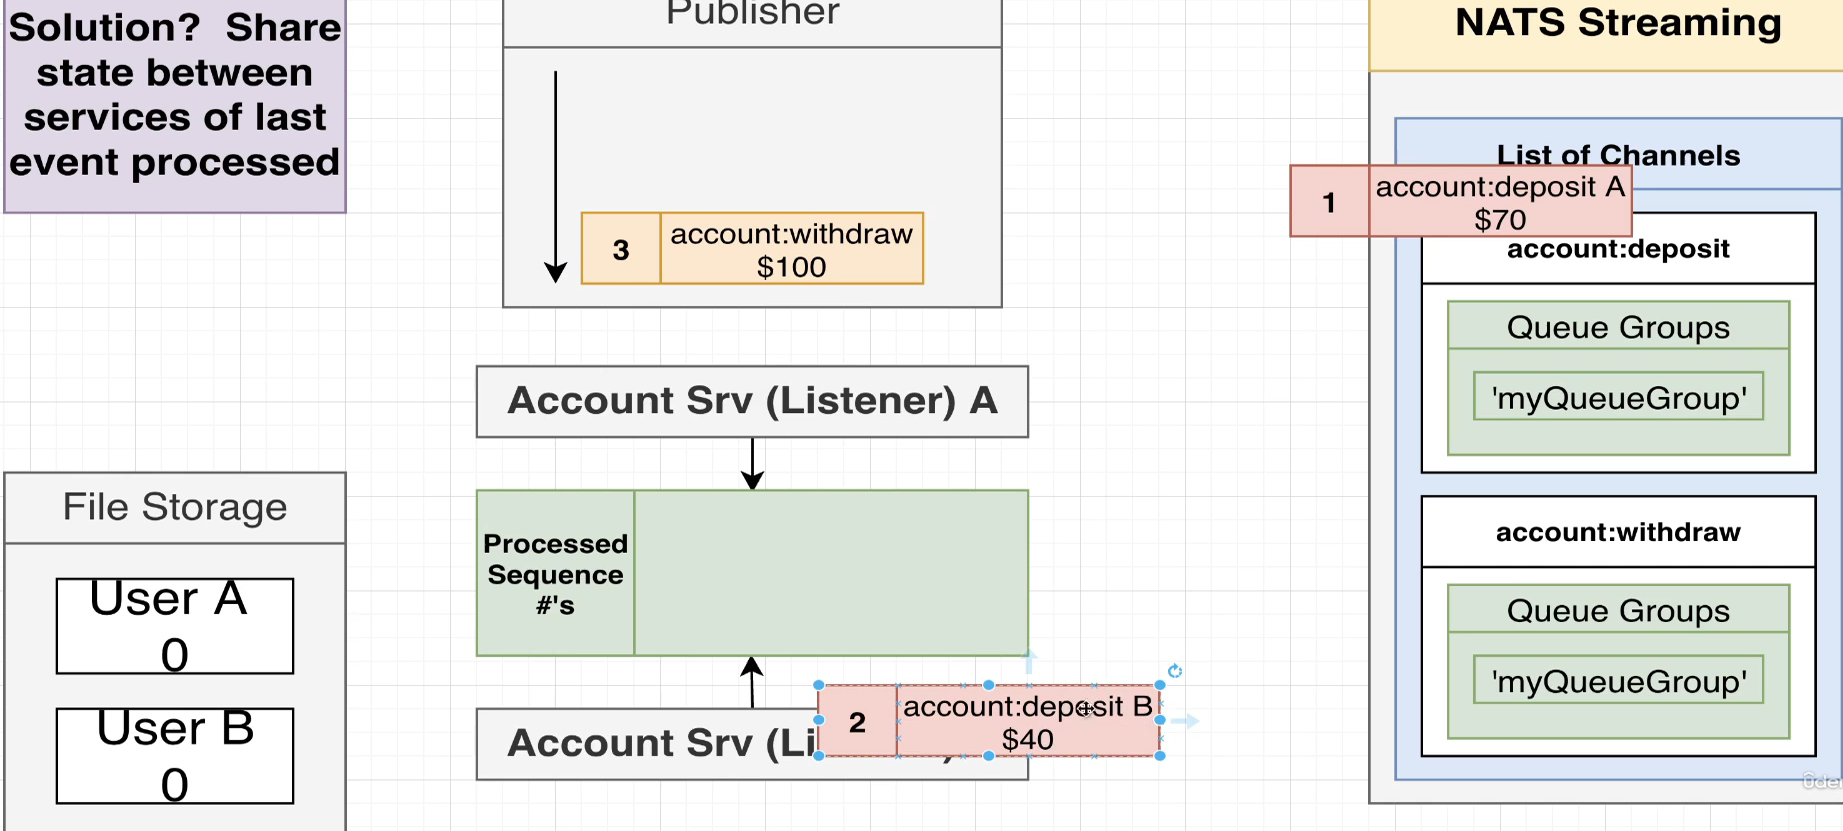 Solution?  Share
state between
services of last
event processed
Publisher
3
account:withdraw
$100
NATS Streaming
List of Channels
1
account:deposit A
$70
account:deposit
Queue Groups
'myQueueGroup'
account:withdraw
Queue Groups
'myQueueGroup'
Account Srv (Listener) A
Processed
Sequence
#'s
Account Srv (Li
2
account:deposit B
$40
File Storage
User A
0
User B
0